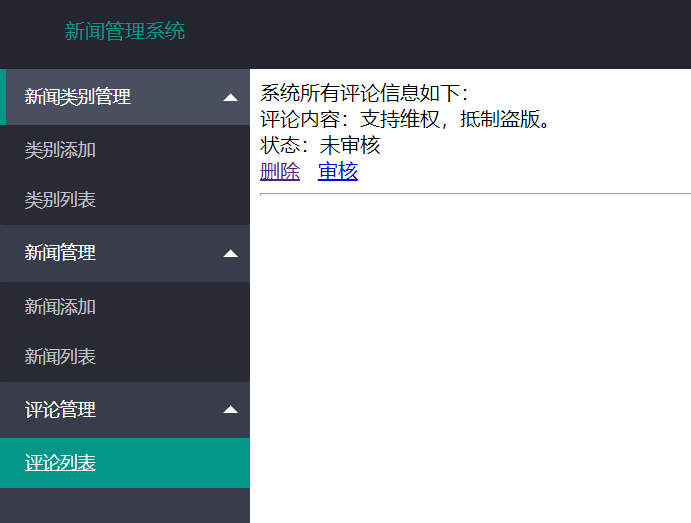 新闻管理系统
新闻类别管理
类别添加
类别列表
新闻管理
新闻添加
新闻列表
评论管理
评论列表
系统所有评论信息如下：
评论内容：支持维权，抵制盗版。
状态：未审核
删除 审核